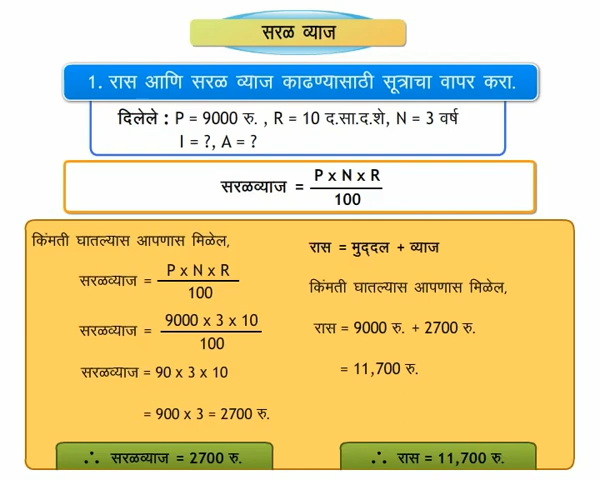 सरळ व्याज
1. रास आणि सरळ व्याज काढण्यासाठी सूत्राचा वापर करा.
दिलेले : P = 9000 रु. , R = 10 द.सा.द.शे, N = 3 वर्ष
I = ?, A = ?
सरळव्याज = P x N x R / 100
किंमती घातल्यास आपणास मिळेल,
सरळव्याज = P x N x R / 100
सरळव्याज = 9000 x 3 x 10 / 100
सरळव्याज = 90 x 3 x 10
= 900 x 3 = 2700 रु.
∴ सरळव्याज = 2700 रु.
रास = मुद्दल + व्याज
किंमती घातल्यास आपणास मिळेल,
रास = 9000 रु. + 2700 रु.
= 11,700 रु.
∴ रास = 11,700 रु.